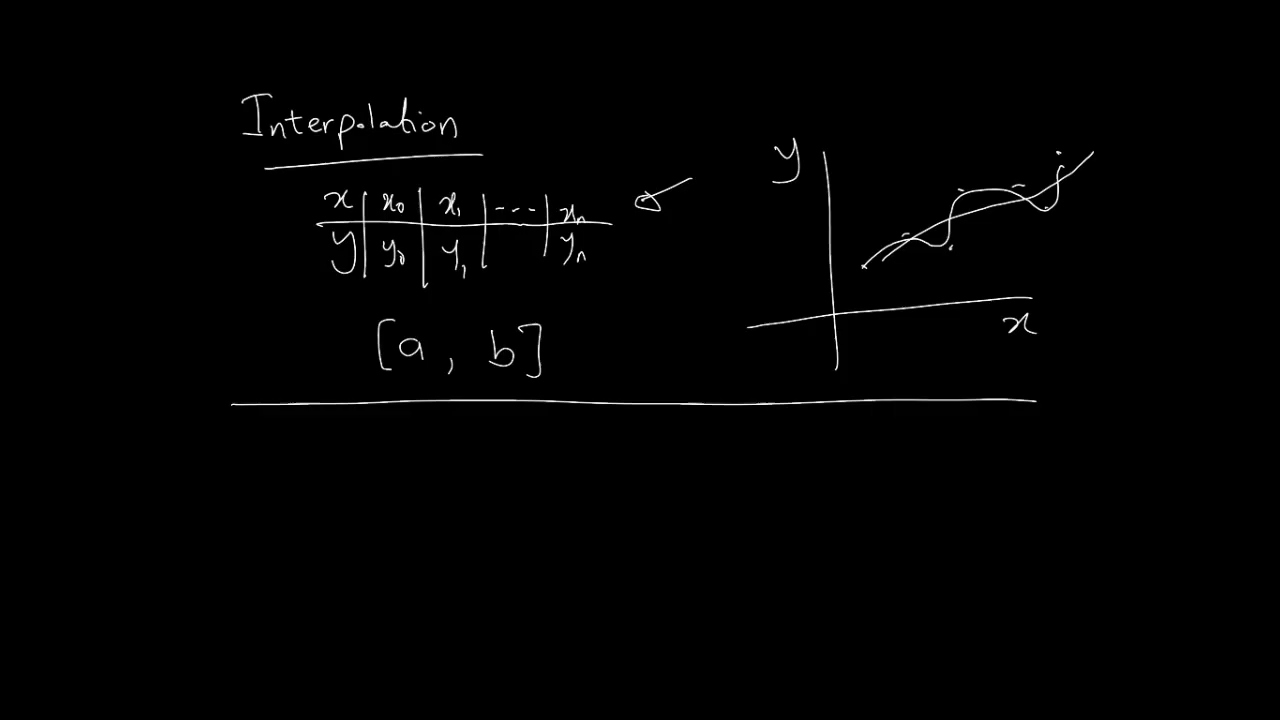 Interpolation
x | x₀ | x₁ | --- | xₙ
y | y₀ | y₁ | | yₙ
[a, b]
y
x